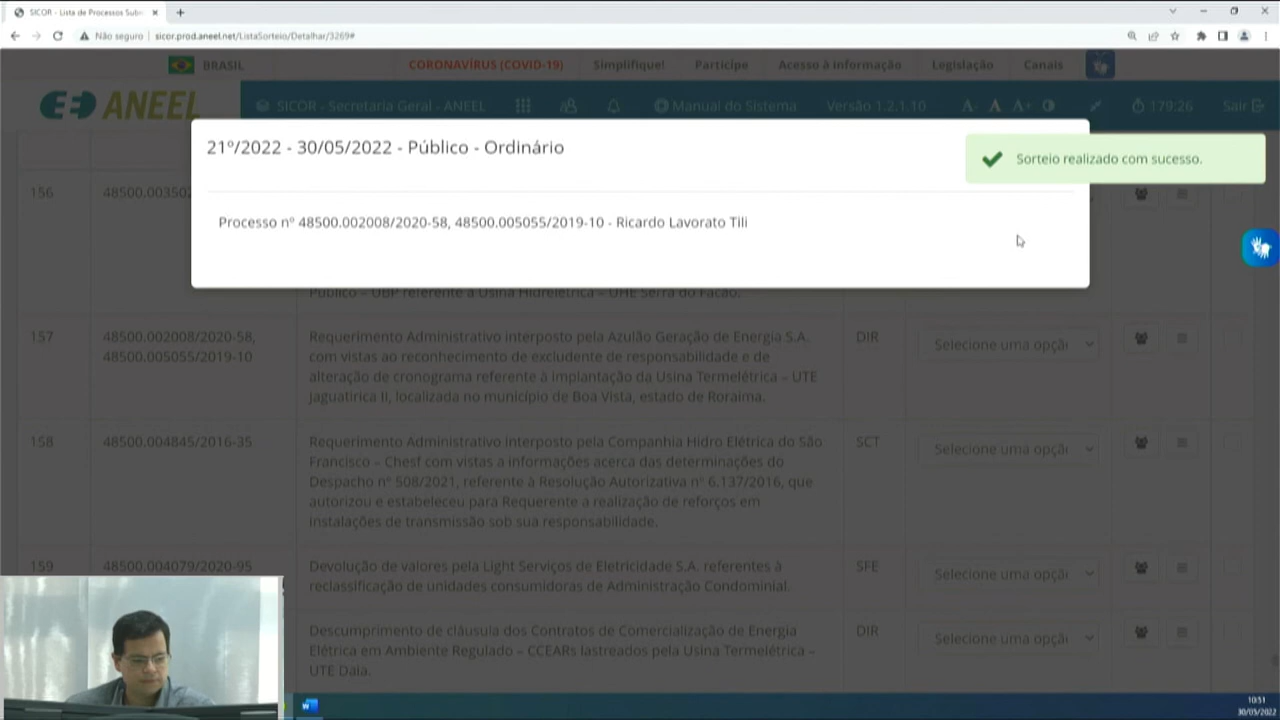 SICOR - Lista de Processos Sub
Não seguro | sicor.prod.aneel.net/ListaSorteio/Detalhar/3269#
BRASIL CORONAVÍRUS (COVID-19) Simplifique! Participe Acesso à informação Legislação Canais
ANEEL SICOR - Secretaria Geral - ANEEL Manual do Sistema Versão 1.2.1.10 A- A A+ 179:26 Sair
21º/2022 - 30/05/2022 - Público - Ordinário
Sorteio realizado com sucesso.
156 48500.003502
Processo nº 48500.002008/2020-58, 48500.005055/2019-10 - Ricardo Lavorato Tili
Público – UBP referente à Usina Hidrelétrica – UHE Serra do Facão.
157 48500.002008/2020-58, Requerimento Administrativo interposto pela Azulão Geração de Energia S.A. DIR Selecione uma opçã
48500.005055/2019-10 com vistas ao reconhecimento de excludente de responsabilidade e de
alteração de cronograma referente à implantação da Usina Termelétrica – UTE
Jaguatirica II, localizada no município de Boa Vista, estado de Roraima.
158 48500.004845/2016-35 Requerimento Administrativo interposto pela Companhia Hidro Elétrica do São SCT Selecione uma opçã
Francisco – Chesf com vistas a informações acerca das determinações do
Despacho nº 508/2021, referente à Resolução Autorizativa nº 6.137/2016, que
autorizou e estabeleceu para Requerente a realização de reforços em
instalações de transmissão sob sua responsabilidade.
159 48500.004079/2020-95 Devolução de valores pela Light Serviços de Eletricidade S.A. referentes à SFE Selecione uma opçã
reclassificação de unidades consumidoras de Administração Condominial.
Descumprimento de cláusula dos Contratos de Comercialização de Energia DIR Selecione uma opçã
Elétrica em Ambiente Regulado – CCEARs lastreados pela Usina Termelétrica –
UTE Daia.
10:51
30/05/2022